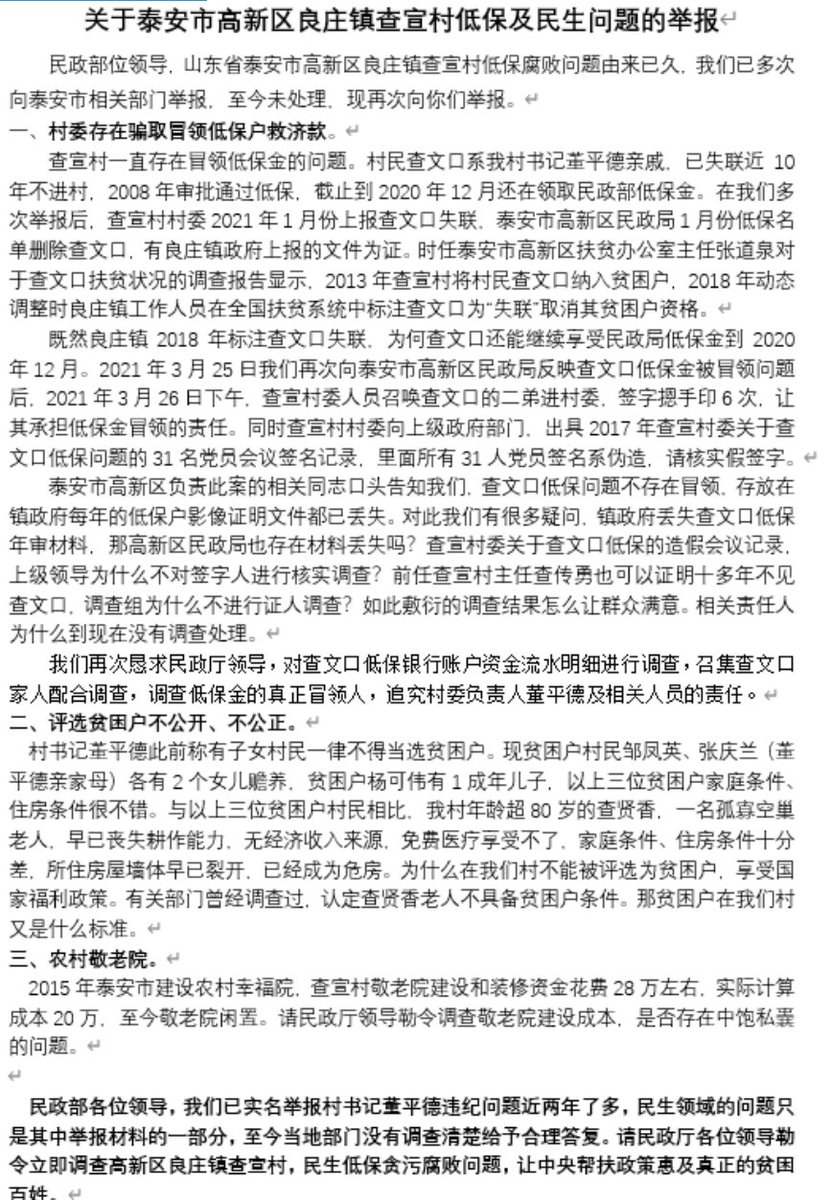 关于泰安市高新区良庄镇查宣村低保及民生问题的举报
民政部位领导，山东省泰安市高新区良庄镇查宣村低保腐败问题由来已久，我们已多次
向泰安市相关部门举报，至今未处理，现再次向你们举报。
一、村委存在骗取冒领低保户救济款。
查宣村一直存在冒领低保金的问题。村民查文口系我村书记董平德亲戚，已失联近 10
年不进村，2008 年审批通过低保，截止到 2020 年 12 月还在领取民政部低保金。在我们多
次举报后，查宣村村委 2021 年 1 月份上报查文口失联，泰安市高新区民政局 1 月份低保名
单删除查文口，有良庄镇政府上报的文件为证。时任泰安市高新区扶贫办公室主任张道泉对
于查文口扶贫状况的调查报告显示，2013 年查宣村将村民查文口纳入贫困户，2018 年动态
调整时良庄镇工作人员在全国扶贫系统中标注查文口为“失联”取消其贫困户资格。
既然良庄镇 2018 年标注查文口失联，为何查文口还能继续享受民政局低保金到 2020
年 12 月。2021 年 3 月 25 日我们再次向泰安市高新区民政局反映查文口低保金被冒领问题
后，2021 年 3 月 26 日下午，查宣村委人员召唤查文口的二弟进村委，签字摁手印 6 次，让
其承担低保金冒领的责任。同时查宣村村委向上级政府部门，出具 2017 年查宣村委关于查
文口低保问题的 31 名党员会议签名记录，里面所有 31 人党员签名系伪造，请核实假签字。
泰安市高新区负责此案的相关同志口头告知我们，查文口低保问题不存在冒领，存放在
镇政府每年的低保户影像证明文件都已丢失。对此我们有很多疑问，镇政府丢失查文口低保
年审材料，那高新区民政局也存在材料丢失吗？查宣村委关于查文口低保的造假会议记录，
上级领导为什么不对签字人进行核实调查？前任查宣村主任查传勇也可以证明十多年不见
查文口，调查组为什么不进行证人调查？如此敷衍的调查结果怎么让群众满意。相关责任人
为什么到现在没有调查处理。
我们再次恳求民政厅领导，对查文口低保银行账户资金流水明细进行调查，召集查文口
家人配合调查，调查低保金的真正冒领人，追究村委负责人董平德及相关人员的责任。
二、评选贫困户不公开、不公正。
村书记董平德此前称有子女村民一律不得当选贫困户。现贫困户村民邹凤英、张庆兰（董
平德亲家母）各有 2 个女儿赡养，贫困户杨可伟有 1 成年儿子，以上三位贫困户家庭条件、
住房条件很不错。与以上三位贫困户村民相比，我村年龄超 80 岁的查贤香，一名孤寡空巢
老人，早已丧失耕作能力，无经济收入来源，免费医疗享受不了，家庭条件、住房条件十分
差，所住房屋墙体早已裂开，已经成为危房。为什么在我们村不能被评选为贫困户，享受国
家福利政策。有关部门曾经调查过，认定查贤香老人不具备贫困户条件。那贫困户在我们村
又是什么标准。
三、农村敬老院。
2015 年泰安市建设农村幸福院，查宣村敬老院建设和装修资金花费 28 万左右，实际计算
成本 20 万，至今敬老院闲置。请民政厅领导勒令调查敬老院建设成本，是否存在中饱私囊
的问题。
民政部各位领导，我们已实名举报村书记董平德违纪问题近两年了多，民生领域的问题只
是其中举报材料的一部分，至今当地部门没有调查清楚给予合理答复。请民政厅各位领导勒
令立即调查高新区良庄镇查宣村，民生低保贪污腐败问题，让中央帮扶政策惠及真正的贫困
百姓。